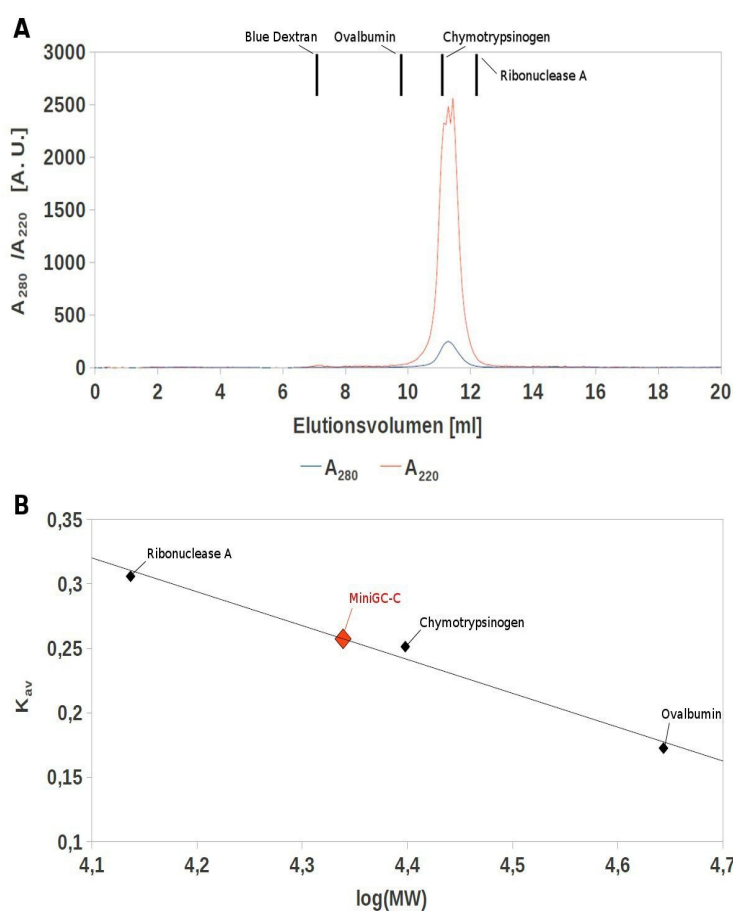 A
Blue Dextran Ovalbumin Chymotrypsinogen
Ribonuclease A
3000
2500
2000
1500
1000
500
0
A280 /A220 [A. U.]
0 2 4 6 8 10 12 14 16 18 20
Elutionsvolumen [ml]
A280 A220
B
0,35
0,3
0,25
0,2
0,15
0,1
Kav
Ribonuclease A
MiniGC-C
Chymotrypsinogen
Ovalbumin
4,1 4,2 4,3 4,4 4,5 4,6 4,7
log(MW)